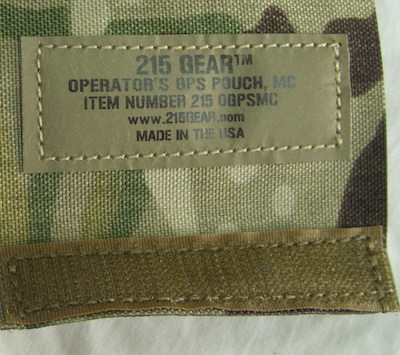 215 GEAR™
OPERATOR'S GPS POUCH, MC
ITEM NUMBER 215 OGPSMC
www.215GEAR.com
MADE IN THE USA